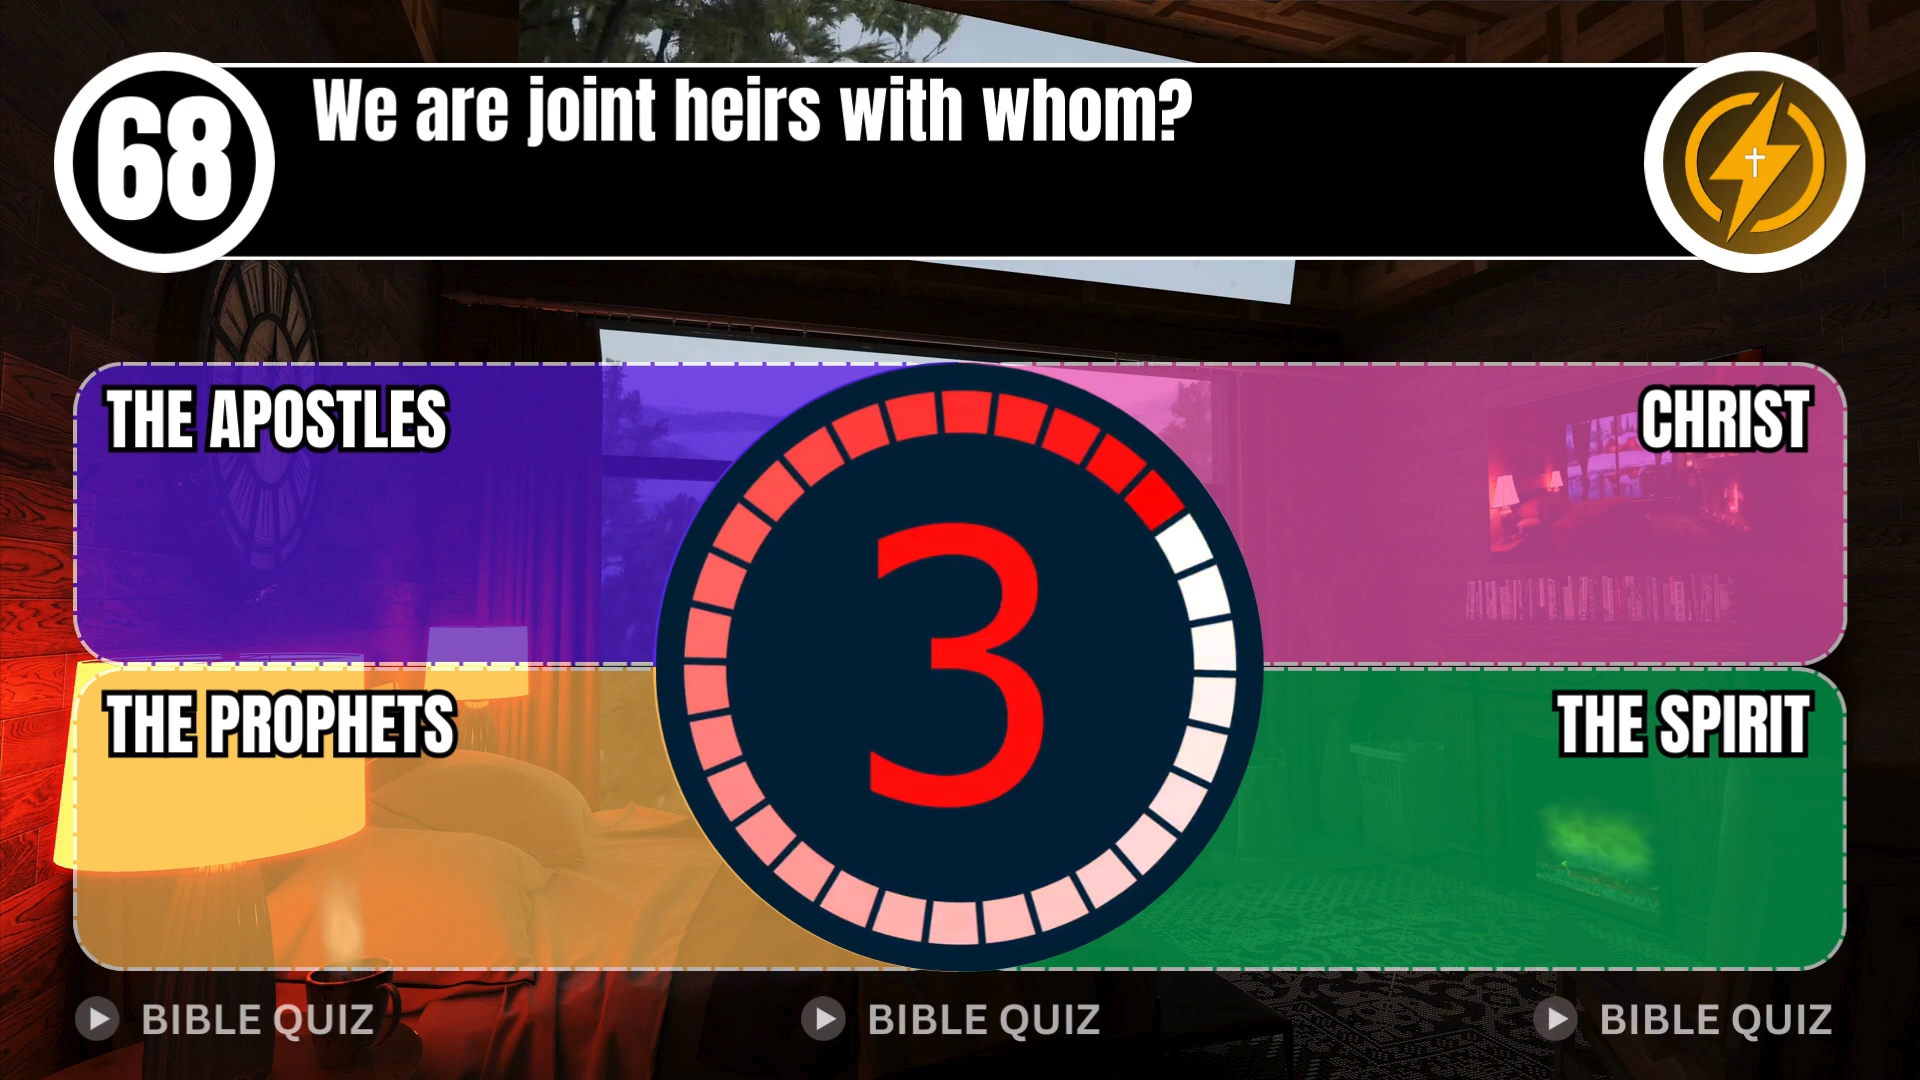 68
We are joint heirs with whom?
THE APOSTLES
CHRIST
3
THE PROPHETS
THE SPIRIT
BIBLE QUIZ
BIBLE QUIZ
BIBLE QUIZ